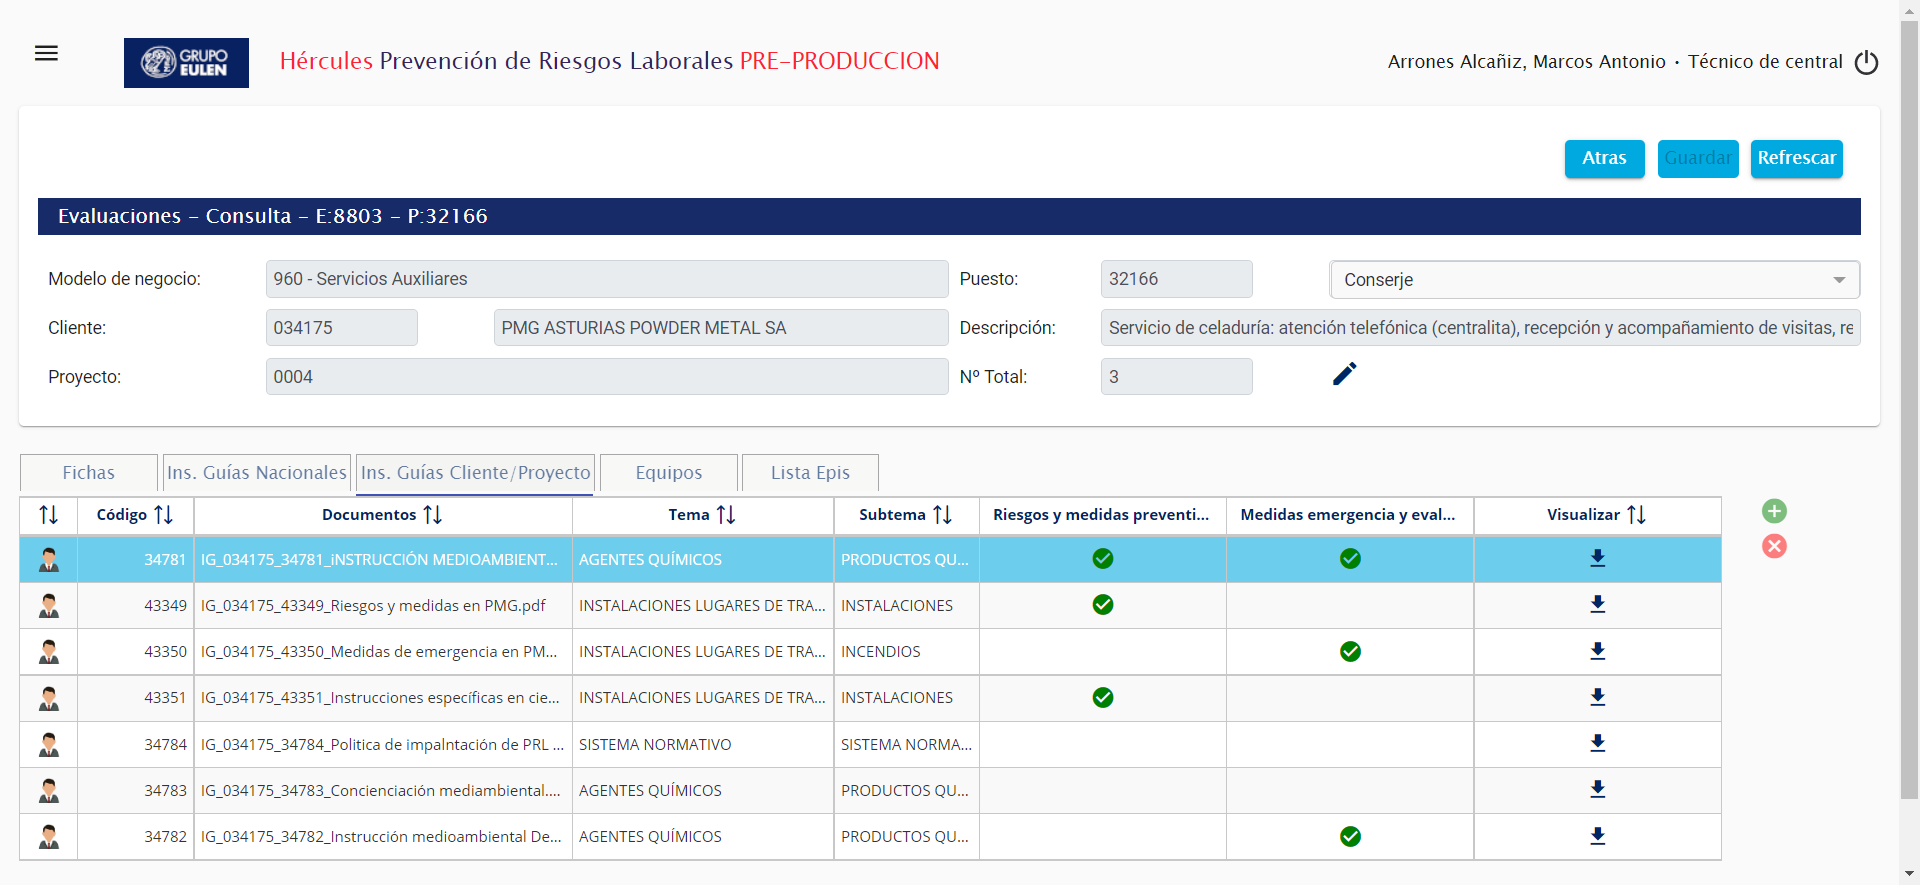 GRUPO
EULEN
Hércules Prevención de Riesgos Laborales PRE-PRODUCCION
Arrones Alcañiz, Marcos Antonio · Técnico de central
Atras
Guardar
Refrescar
Evaluaciones - Consulta - E:8803 - P:32166
Modelo de negocio: 960 - Servicios Auxiliares Puesto: 32166 Conserje
Cliente: 034175 PMG ASTURIAS POWDER METAL SA Descripción: Servicio de celaduría: atención telefónica (centralita), recepción y acompañamiento de visitas, re
Proyecto: 0004 Nº Total: 3
Fichas Ins. Guías Nacionales Ins. Guías Cliente/Proyecto Equipos Lista Epis
Código Documentos Tema Subtema Riesgos y medidas preventi... Medidas emergencia y eval... Visualizar
34781 IG_034175_34781_iNSTRUCCIÓN MEDIOAMBIENT... AGENTES QUÍMICOS PRODUCTOS QU...
43349 IG_034175_43349_Riesgos y medidas en PMG.pdf INSTALACIONES LUGARES DE TRA... INSTALACIONES
43350 IG_034175_43350_Medidas de emergencia en PM... INSTALACIONES LUGARES DE TRA... INCENDIOS
43351 IG_034175_43351_Instrucciones específicas en cie... INSTALACIONES LUGARES DE TRA... INSTALACIONES
34784 IG_034175_34784_Politica de impalntación de PRL ... SISTEMA NORMATIVO SISTEMA NORMA...
34783 IG_034175_34783_Concienciación mediambiental.... AGENTES QUÍMICOS PRODUCTOS QU...
34782 IG_034175_34782_Instrucción medioambiental De... AGENTES QUÍMICOS PRODUCTOS QU...